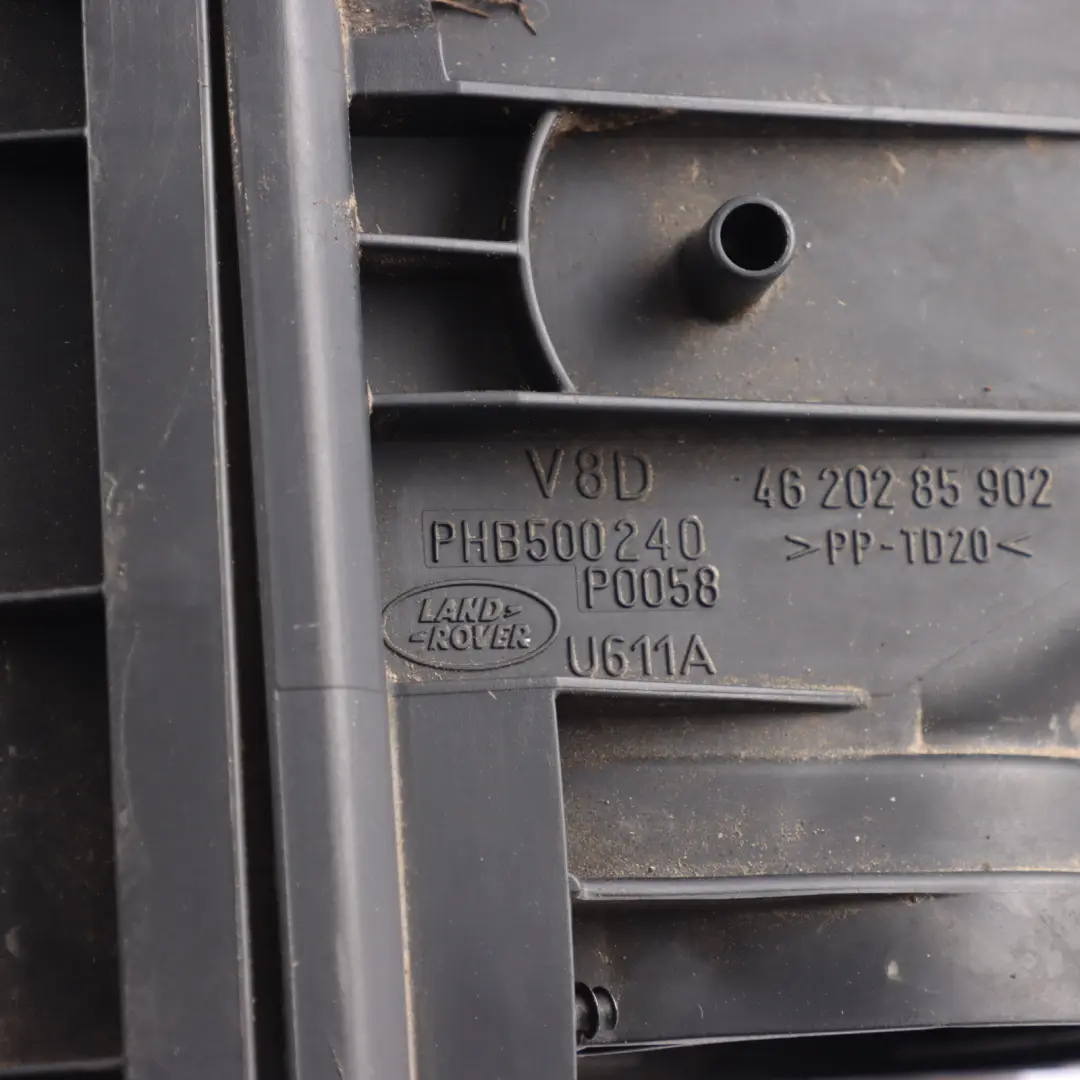 V8D
46 202 85 902
PHB500240
>PP-TD20<
P0058
LAND
ROVER
U611A